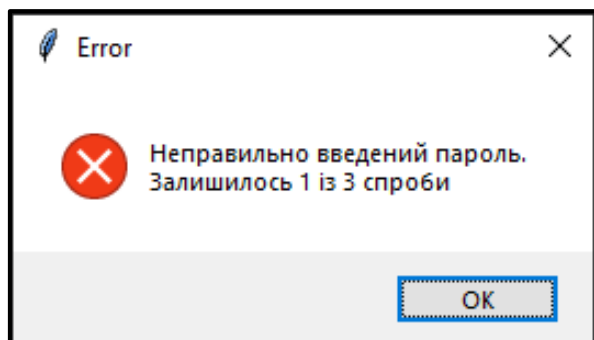 Error
Неправильно введений пароль.
Залишилось 1 із 3 спроби
OK